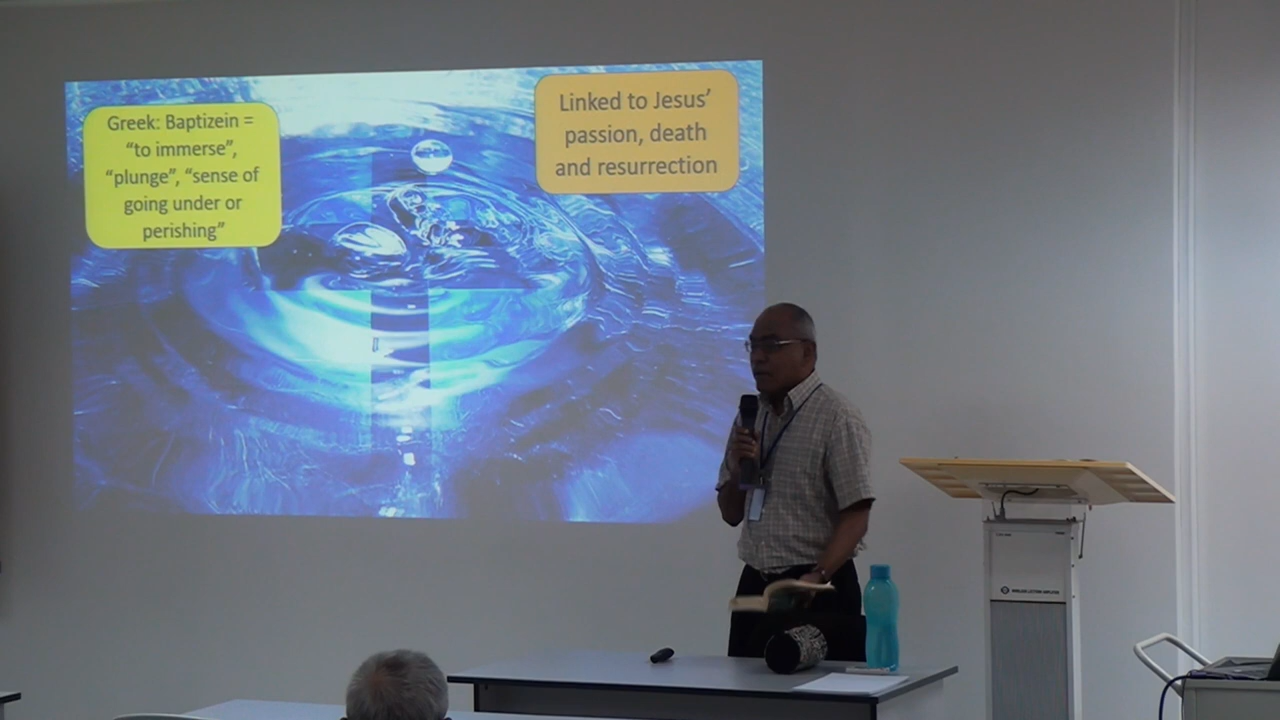 Greek: Baptizein =
“to immerse”,
“plunge”, “sense of
going under or
perishing”
Linked to Jesus’
passion, death
and resurrection